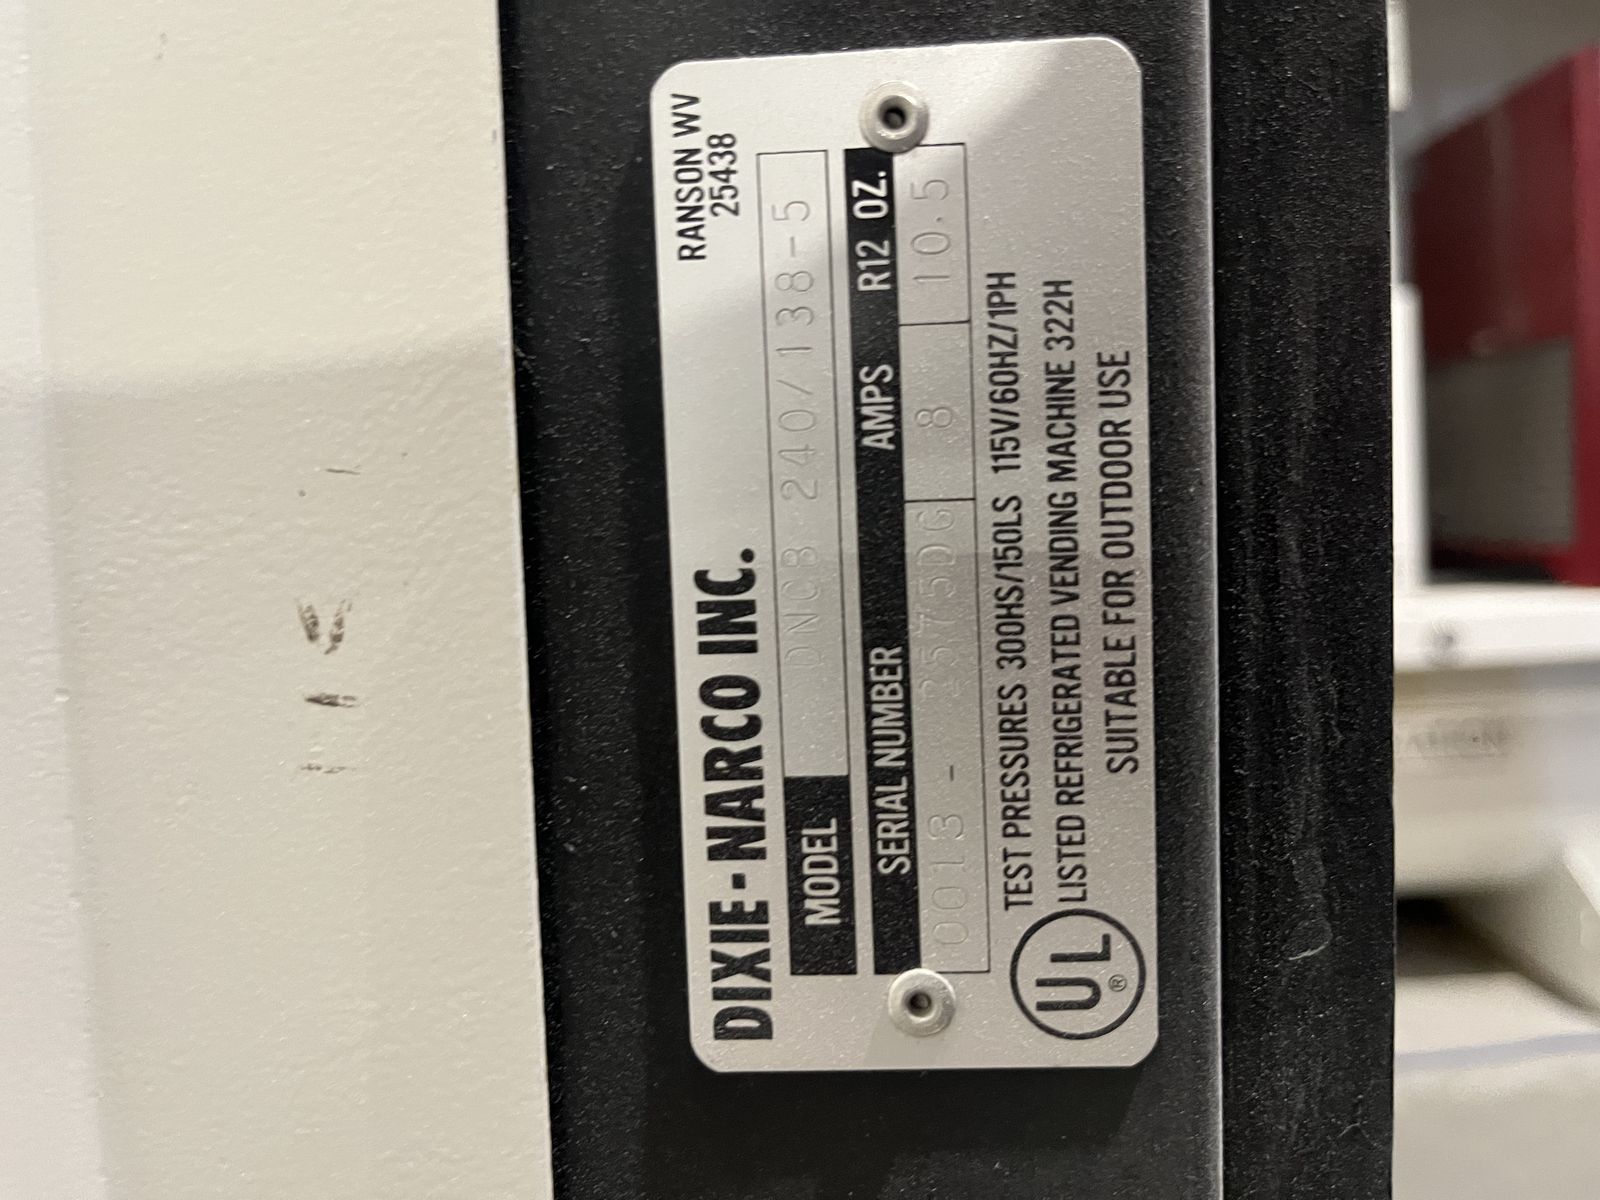 DIXIE-NARCO INC.
RANSON WV
25438
MODEL DNCB 240/138-5
SERIAL NUMBER AMPS R12 OZ.
0013-2575DG 8 10.5
TEST PRESSURES 300HS/150LS 115V/60HZ/1PH
LISTED REFRIGERATED VENDING MACHINE 322H
SUITABLE FOR OUTDOOR USE
UL®